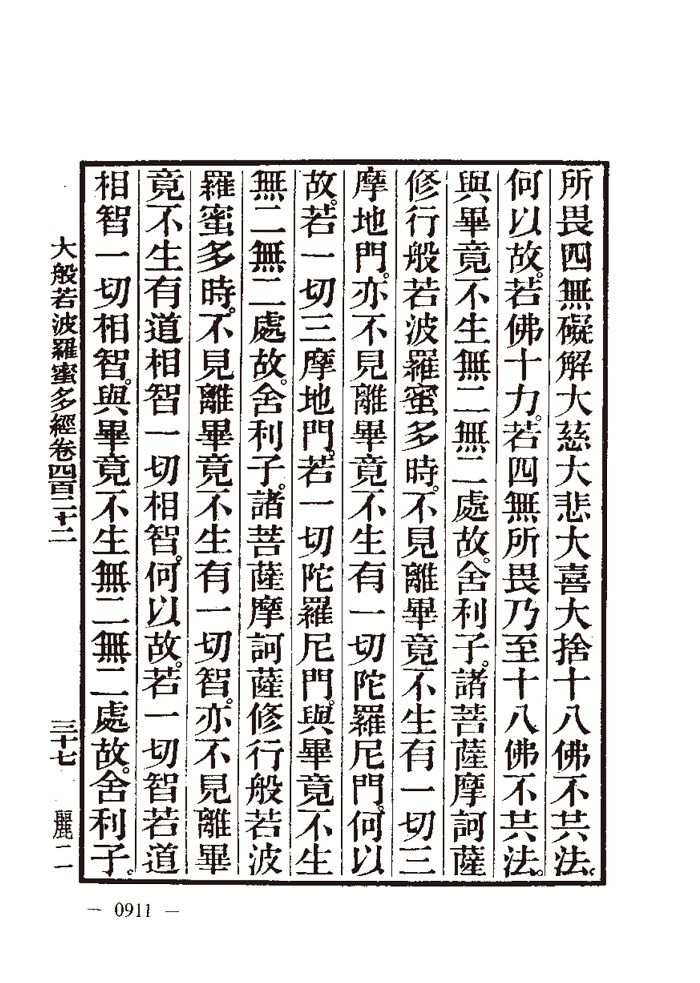 所畏四無礙解大慈大悲大喜大捨十八佛不共法。
何以故。若佛十力。若四無所畏乃至十八佛不共法。
與畢竟不生無二無二處故。舍利子。諸菩薩摩訶薩
修行般若波羅蜜多時。不見離畢竟不生有一切三
摩地門。亦不見離畢竟不生有一切陀羅尼門。何以
故。若一切三摩地門。若一切陀羅尼門。與畢竟不生
無二無二處故。舍利子。諸菩薩摩訶薩修行般若波
羅蜜多時。不見離畢竟不生有一切智。亦不見離畢
竟不生有道相智一切相智。何以故。若一切智若道
相智一切相智。與畢竟不生無二無二處故。舍利子。
大般若波羅蜜多經卷四百二十二 三十七 麗二
— 0911 —